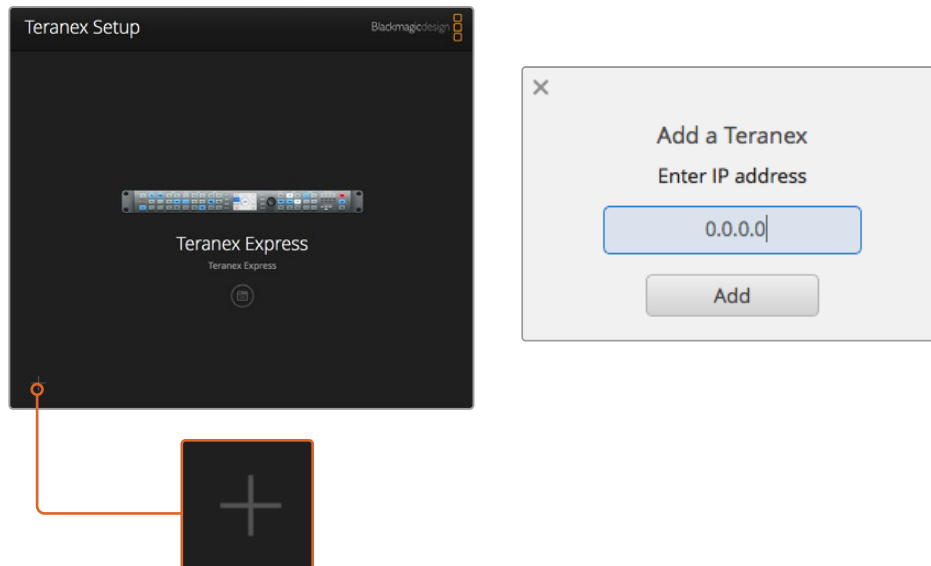 Teranex Setup
Blackmagicdesign
Teranex Express
Teranex Express
Add a Teranex
Enter IP address
0.0.0.0
Add